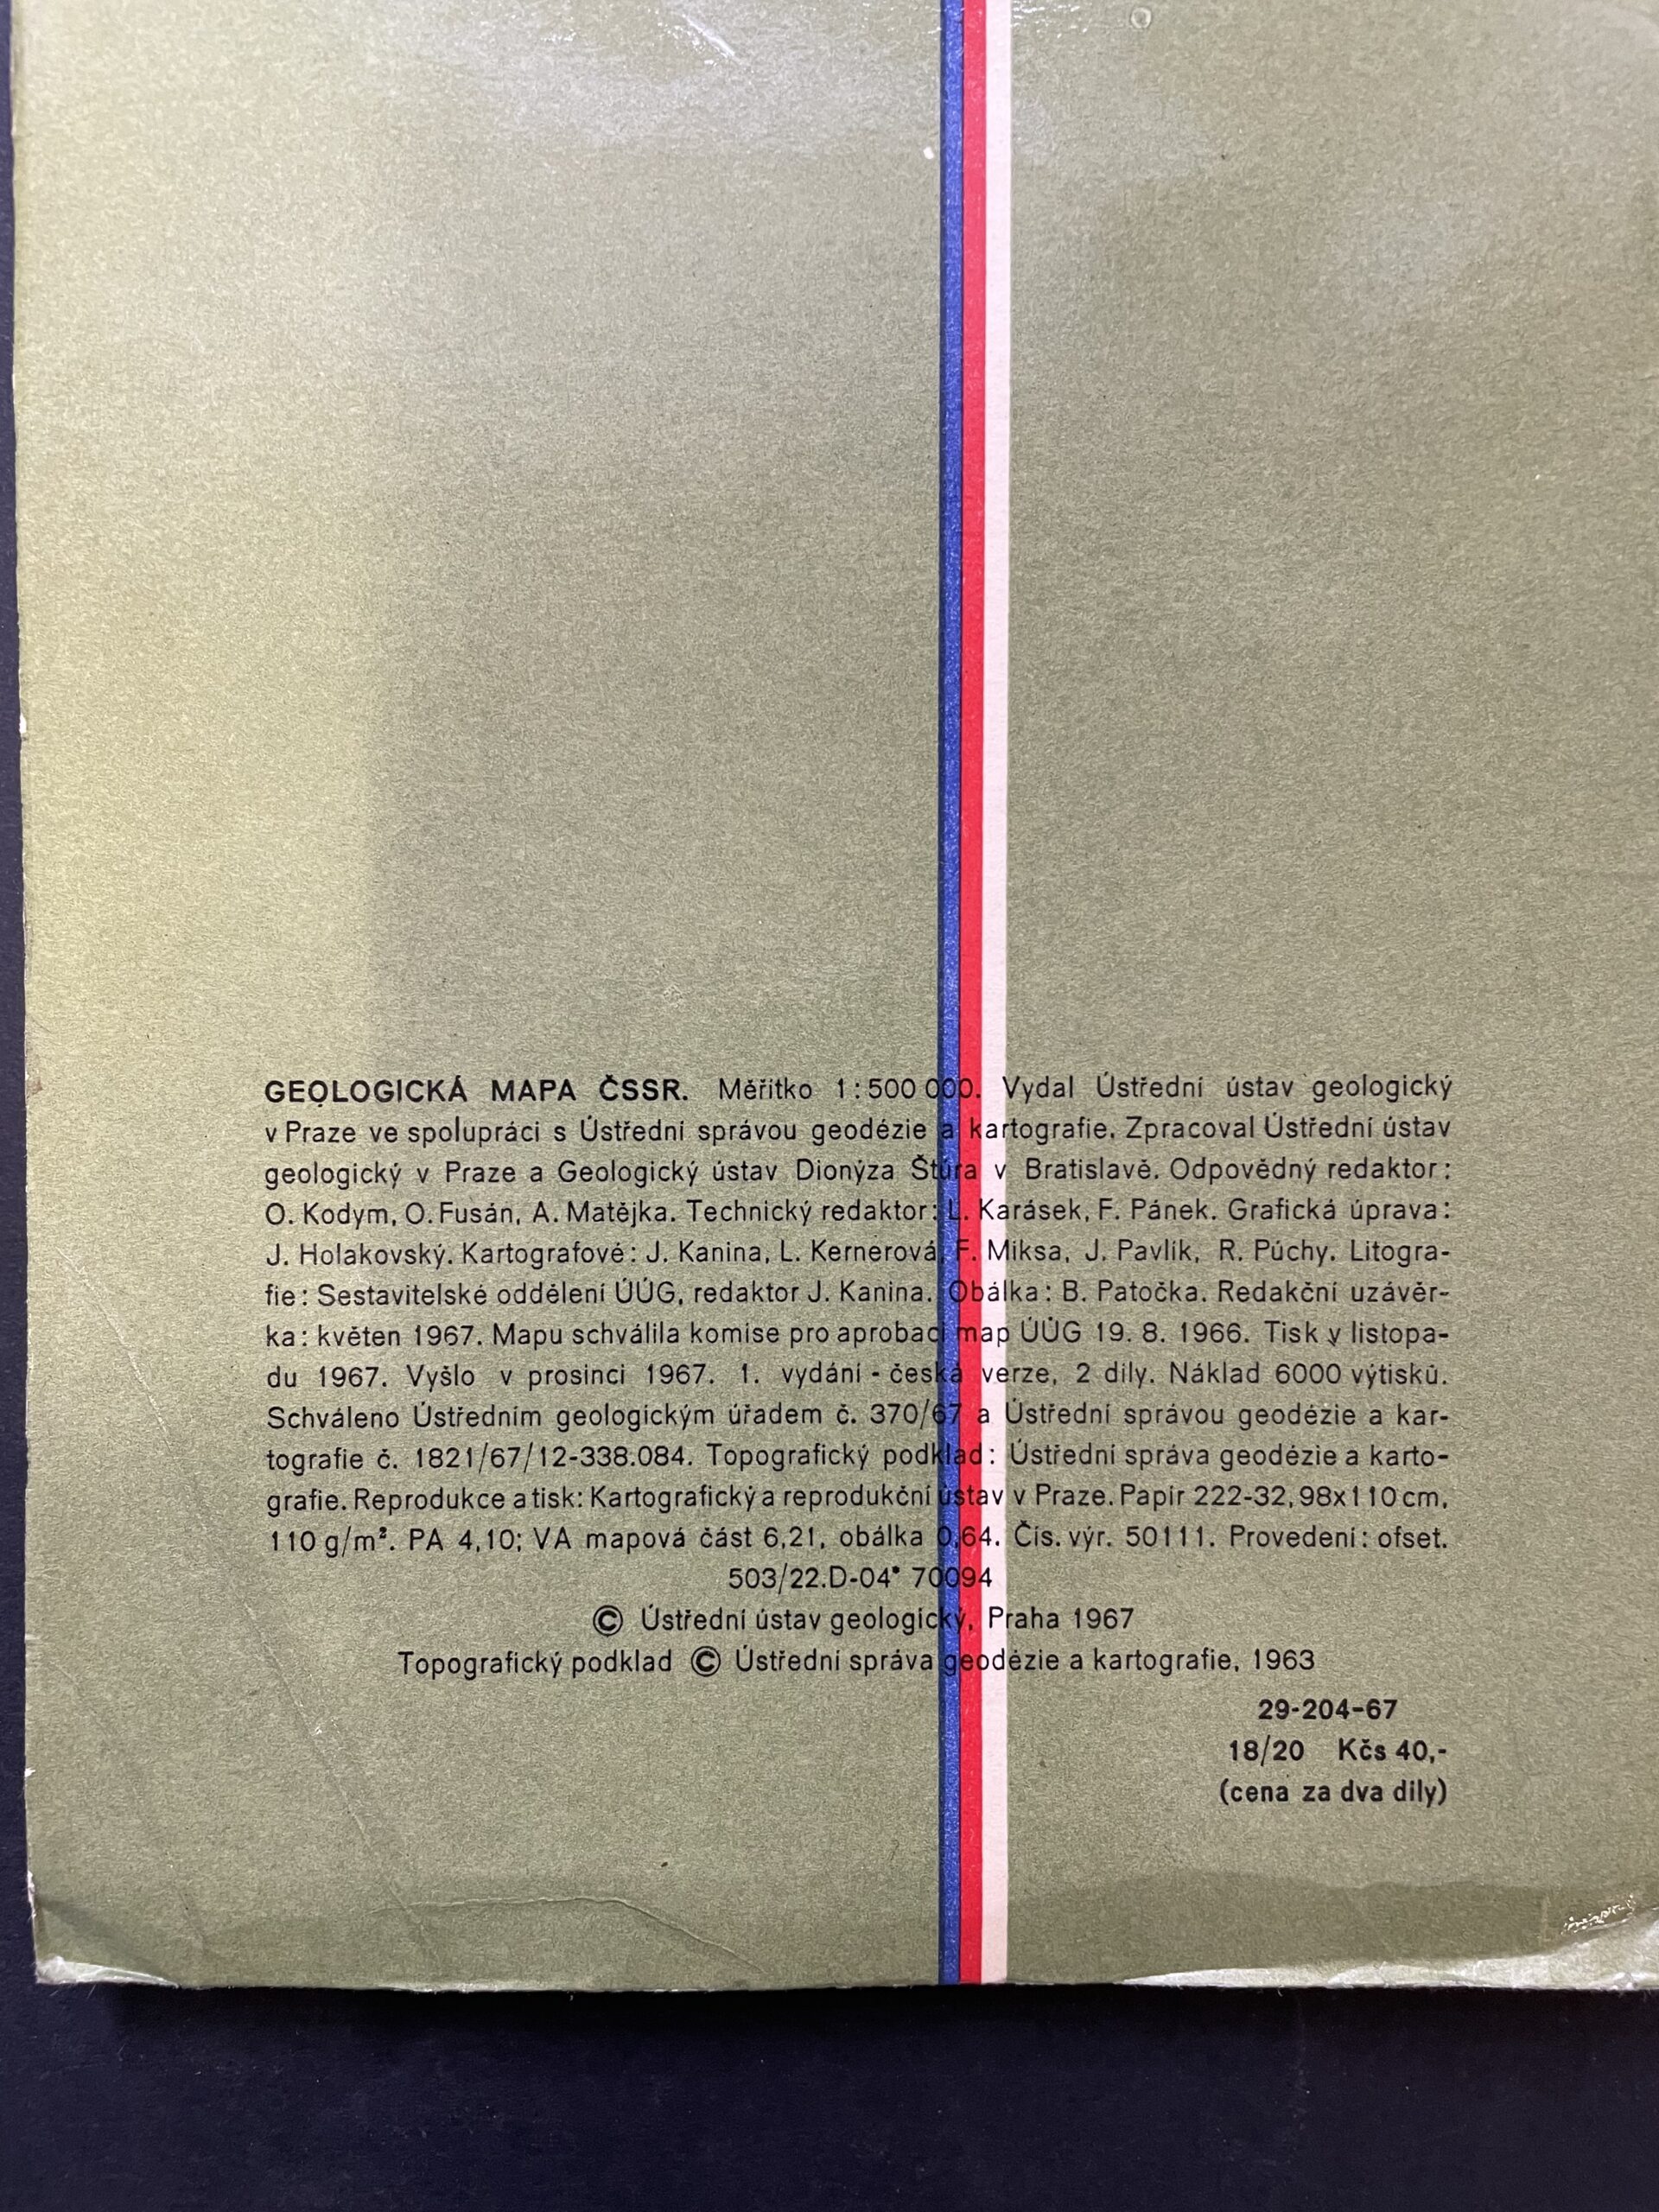 GEOLOGICKÁ MAPA ČSSR. Měřítko 1:500 000. Vydal Ústřední ústav geologický
v Praze ve spolupráci s Ústřední správou geodézie a kartografie. Zpracoval Ústřední ústav
geologický v Praze a Geologický ústav Dionýza Štúra v Bratislavě. Odpovědný redaktor:
O. Kodym, O. Fusán, A. Matějka. Technický redaktor: L. Karásek, F. Pánek. Grafická úprava:
J. Holakovský. Kartografové: J. Kanina, L. Kernerová, F. Miksa, J. Pavlík, R. Púchy. Litogra-
fie: Sestavitelské oddělení ÚÚG, redaktor J. Kanina. Obálka: B. Patočka. Redakční uzávěr-
ka: květen 1967. Mapu schválila komise pro aprobaci map ÚÚG 19. 8. 1966. Tisk v listopa-
du 1967. Vyšlo v prosinci 1967. 1. vydání - česká verze, 2 díly. Náklad 6000 výtisků.
Schváleno Ústředním geologickým úřadem č. 370/67 a Ústřední správou geodézie a kar-
tografie č. 1821/67/12-338.084. Topografický podklad: Ústřední správa geodézie a karto-
grafie. Reprodukce a tisk: Kartografický a reprodukční ústav v Praze. Papír 222-32, 98x110 cm,
110 g/m². PA 4,10; VA mapová část 6,21, obálka 0,64. Čís. výr. 50111. Provedení: ofset.
503/22.D-04* 70094
© Ústřední ústav geologický, Praha 1967
Topografický podklad © Ústřední správa geodézie a kartografie, 1963
29-204-67
18/20 Kčs 40,-
(cena za dva díly)